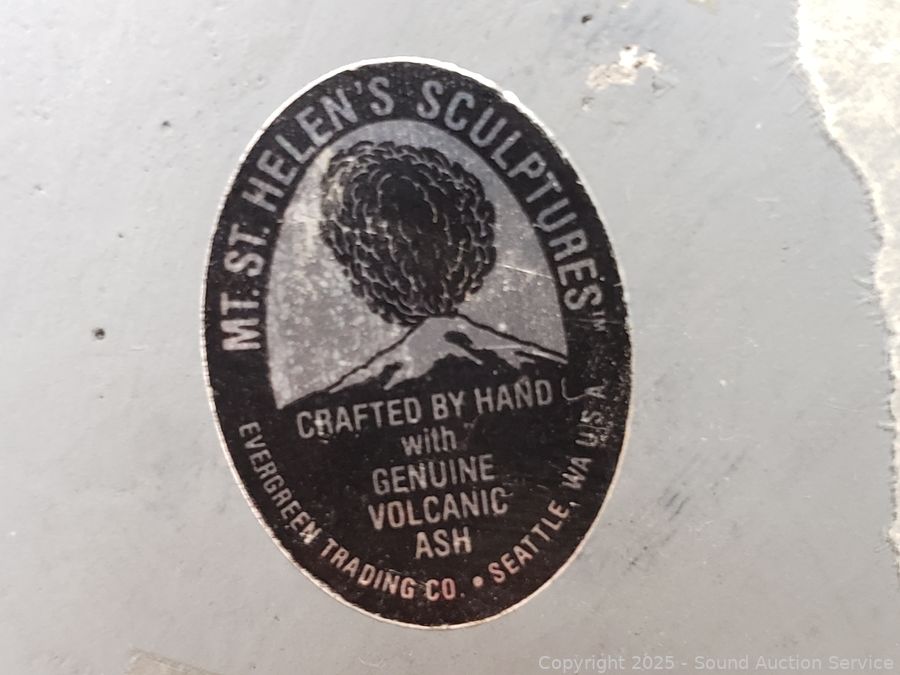 MT. ST. HELEN'S SCULPTURES™
CRAFTED BY HAND
with
GENUINE
VOLCANIC
ASH
EVERGREEN TRADING CO. • SEATTLE, WA U S A
Copyright © 2025 - Sound Auction Service